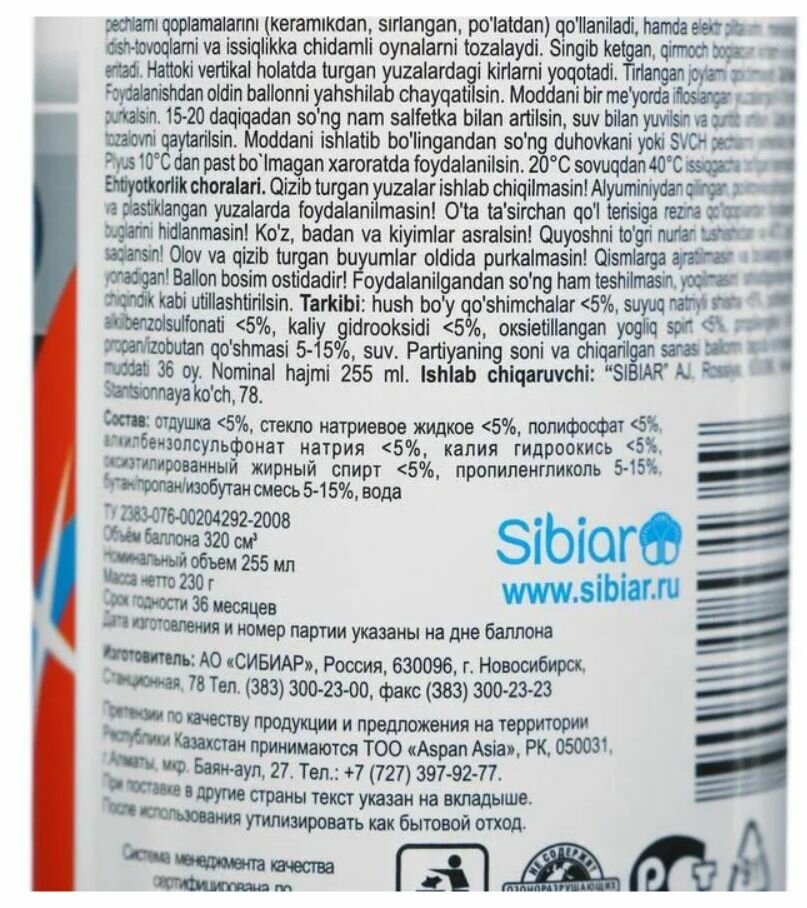 pechlarni qoplamalarini (keramikdan, sirlangan, po'latdan) qo'llaniladi, hamda elektr
idish-tovoqlarni va issiqlikka chidamli oynalarni tozalaydi. Singib ketgan, qirmoch
eritadi. Hattoki vertikal holatda turgan yuzalardagi kirlarni yoqotadi. Tirlangan joylarni
Foydalanishdan oldin ballonni yahshilab chayqatilsin. Moddani bir me'yorda ifloslangan
purkalsin. 15-20 daqiqadan so'ng nam salfetka bilan artilsin, suv bilan yuvilsin va
tozalovni qaytarilsin. Moddani ishlatib bo'lingandan so'ng duhovkani yoki SVCH
Plyus 10°C dan past bo`lmagan xaroratda foydalanilsin. 20°C sovuqdan 40°C
Ehtiyotkorlik choralari. Qizib turgan yuzalar ishlab chiqilmasin! Alyuminiydan qilingan,
va plastiklangan yuzalarda foydalanilmasin! O'ta ta'sirchan qo'l terisiga rezina
buglarini hidlanmasin! Ko'z, badan va kiyimlar asralsin! Quyoshni to'gri nurlari
saqlansin! Olov va qizib turgan buyumlar oldida purkalmasin! Qismlarga ajratilmasin
yonadigan! Ballon bosim ostidadir! Foydalanilgandan so'ng ham teshilmasin,
chiqindik kabi utillashtirilsin. Tarkibi: hush bo'y qo'shimchalar <5%, suyuq natriyli
alkibenzolsulfonati <5%, kaliy gidrooksidi <5%, oксietillangan yogliq spirt <5%,
propan/izobutan qo'shmasi 5-15%, suv. Partiyaning soni va chiqarilgan sanasi
muddati 36 oy. Nominal hajmi 255 ml. Ishlab chiqaruvchi: "SIBIAR" AJ,
Stantsionnaya ko'ch, 78.
Состав: отдушка <5%, стекло натриевое жидкое <5%, полифосфат <5%,
алкилбензолсульфонат натрия <5%, калия гидроокись <5%,
оксиэтилированный жирный спирт <5%, пропиленгликоль 5-15%,
бутан/пропан/изобутан смесь 5-15%, вода
ТУ 2383-076-00204292-2008
Объём баллона 320 см³
Номинальный объем 255 мл
Масса нетто 230 г
Срок годности 36 месяцев
Дата изготовления и номер партии указаны на дне баллона
Sibiar
www.sibiar.ru
Изготовитель: АО «СИБИАР», Россия, 630096, г. Новосибирск,
Станционная, 78 Тел. (383) 300-23-00, факс (383) 300-23-23
Претензии по качеству продукции и предложения на территории
Республики Казахстан принимаются ТОО «Aspan Asia», РК, 050031,
г.Алматы, мкр. Баян-аул, 27. Тел.: +7 (727) 397-92-77.
При поставке в другие страны текст указан на вкладыше.
После использования утилизировать как бытовой отход.
Система менеджмента качества
сертифицирована по
НЕ СОДЕРЖИТ
ОЗОНОРАЗРУШАЮЩИХ